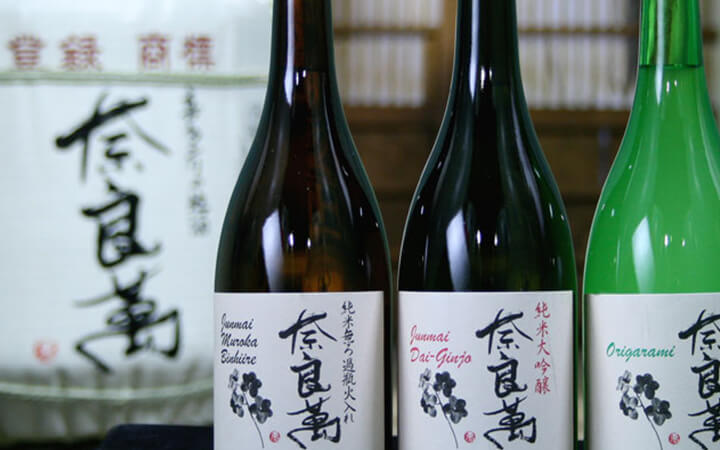 登録 商標
奈良萬
Junmai
Muroka
Binhiire
純米無ろ過瓶火入れ
奈良萬
Junmai
Dai-Ginjo
純米大吟醸
奈良萬
Origarami
奈良萬